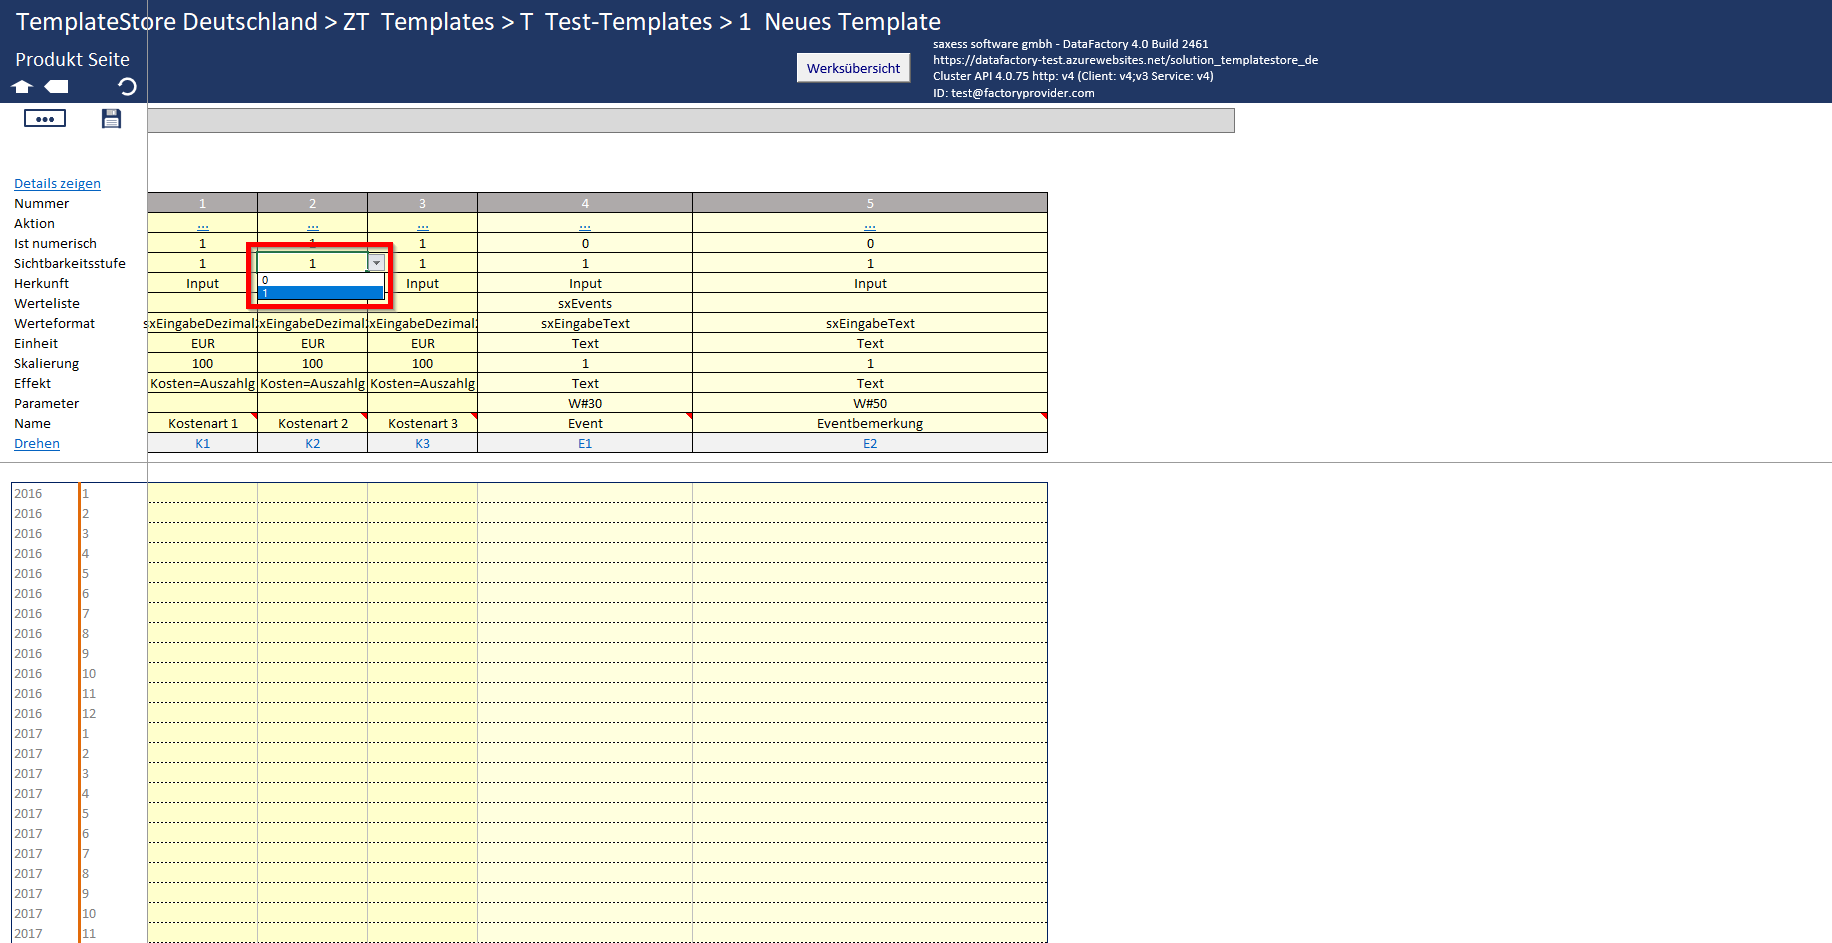 TemplateStore Deutschland > ZT  Templates > T  Test-Templates > 1  Neues Template
Produkt Seite
Werksübersicht
saxess software gmbh - DataFactory 4.0 Build 2461
https://datafactory-test.azurewebsites.net/solution_templatestore_de
Cluster API 4.0.75 http: v4 (Client: v4;v3 Service: v4)
ID: test@factoryprovider.com
•••
Details zeigen
Nummer 1 2 3 4 5
Aktion ... ... ... ... ...
Ist numerisch 1 1 1 0 0
Sichtbarkeitsstufe 1 1 1 1 1
0
1
Herkunft Input Input Input Input
Werteliste sxEvents
Werteformat sxEingabeDezimal xEingabeDezimal xEingabeDezimal sxEingabeText sxEingabeText
Einheit EUR EUR EUR Text Text
Skalierung 100 100 100 1 1
Effekt Kosten=Auszahlg Kosten=Auszahlg Kosten=Auszahlg Text Text
Parameter W#30 W#50
Name Kostenart 1 Kostenart 2 Kostenart 3 Event Eventbemerkung
Drehen K1 K2 K3 E1 E2
2016 1
2016 2
2016 3
2016 4
2016 5
2016 6
2016 7
2016 8
2016 9
2016 10
2016 11
2016 12
2017 1
2017 2
2017 3
2017 4
2017 5
2017 6
2017 7
2017 8
2017 9
2017 10
2017 11